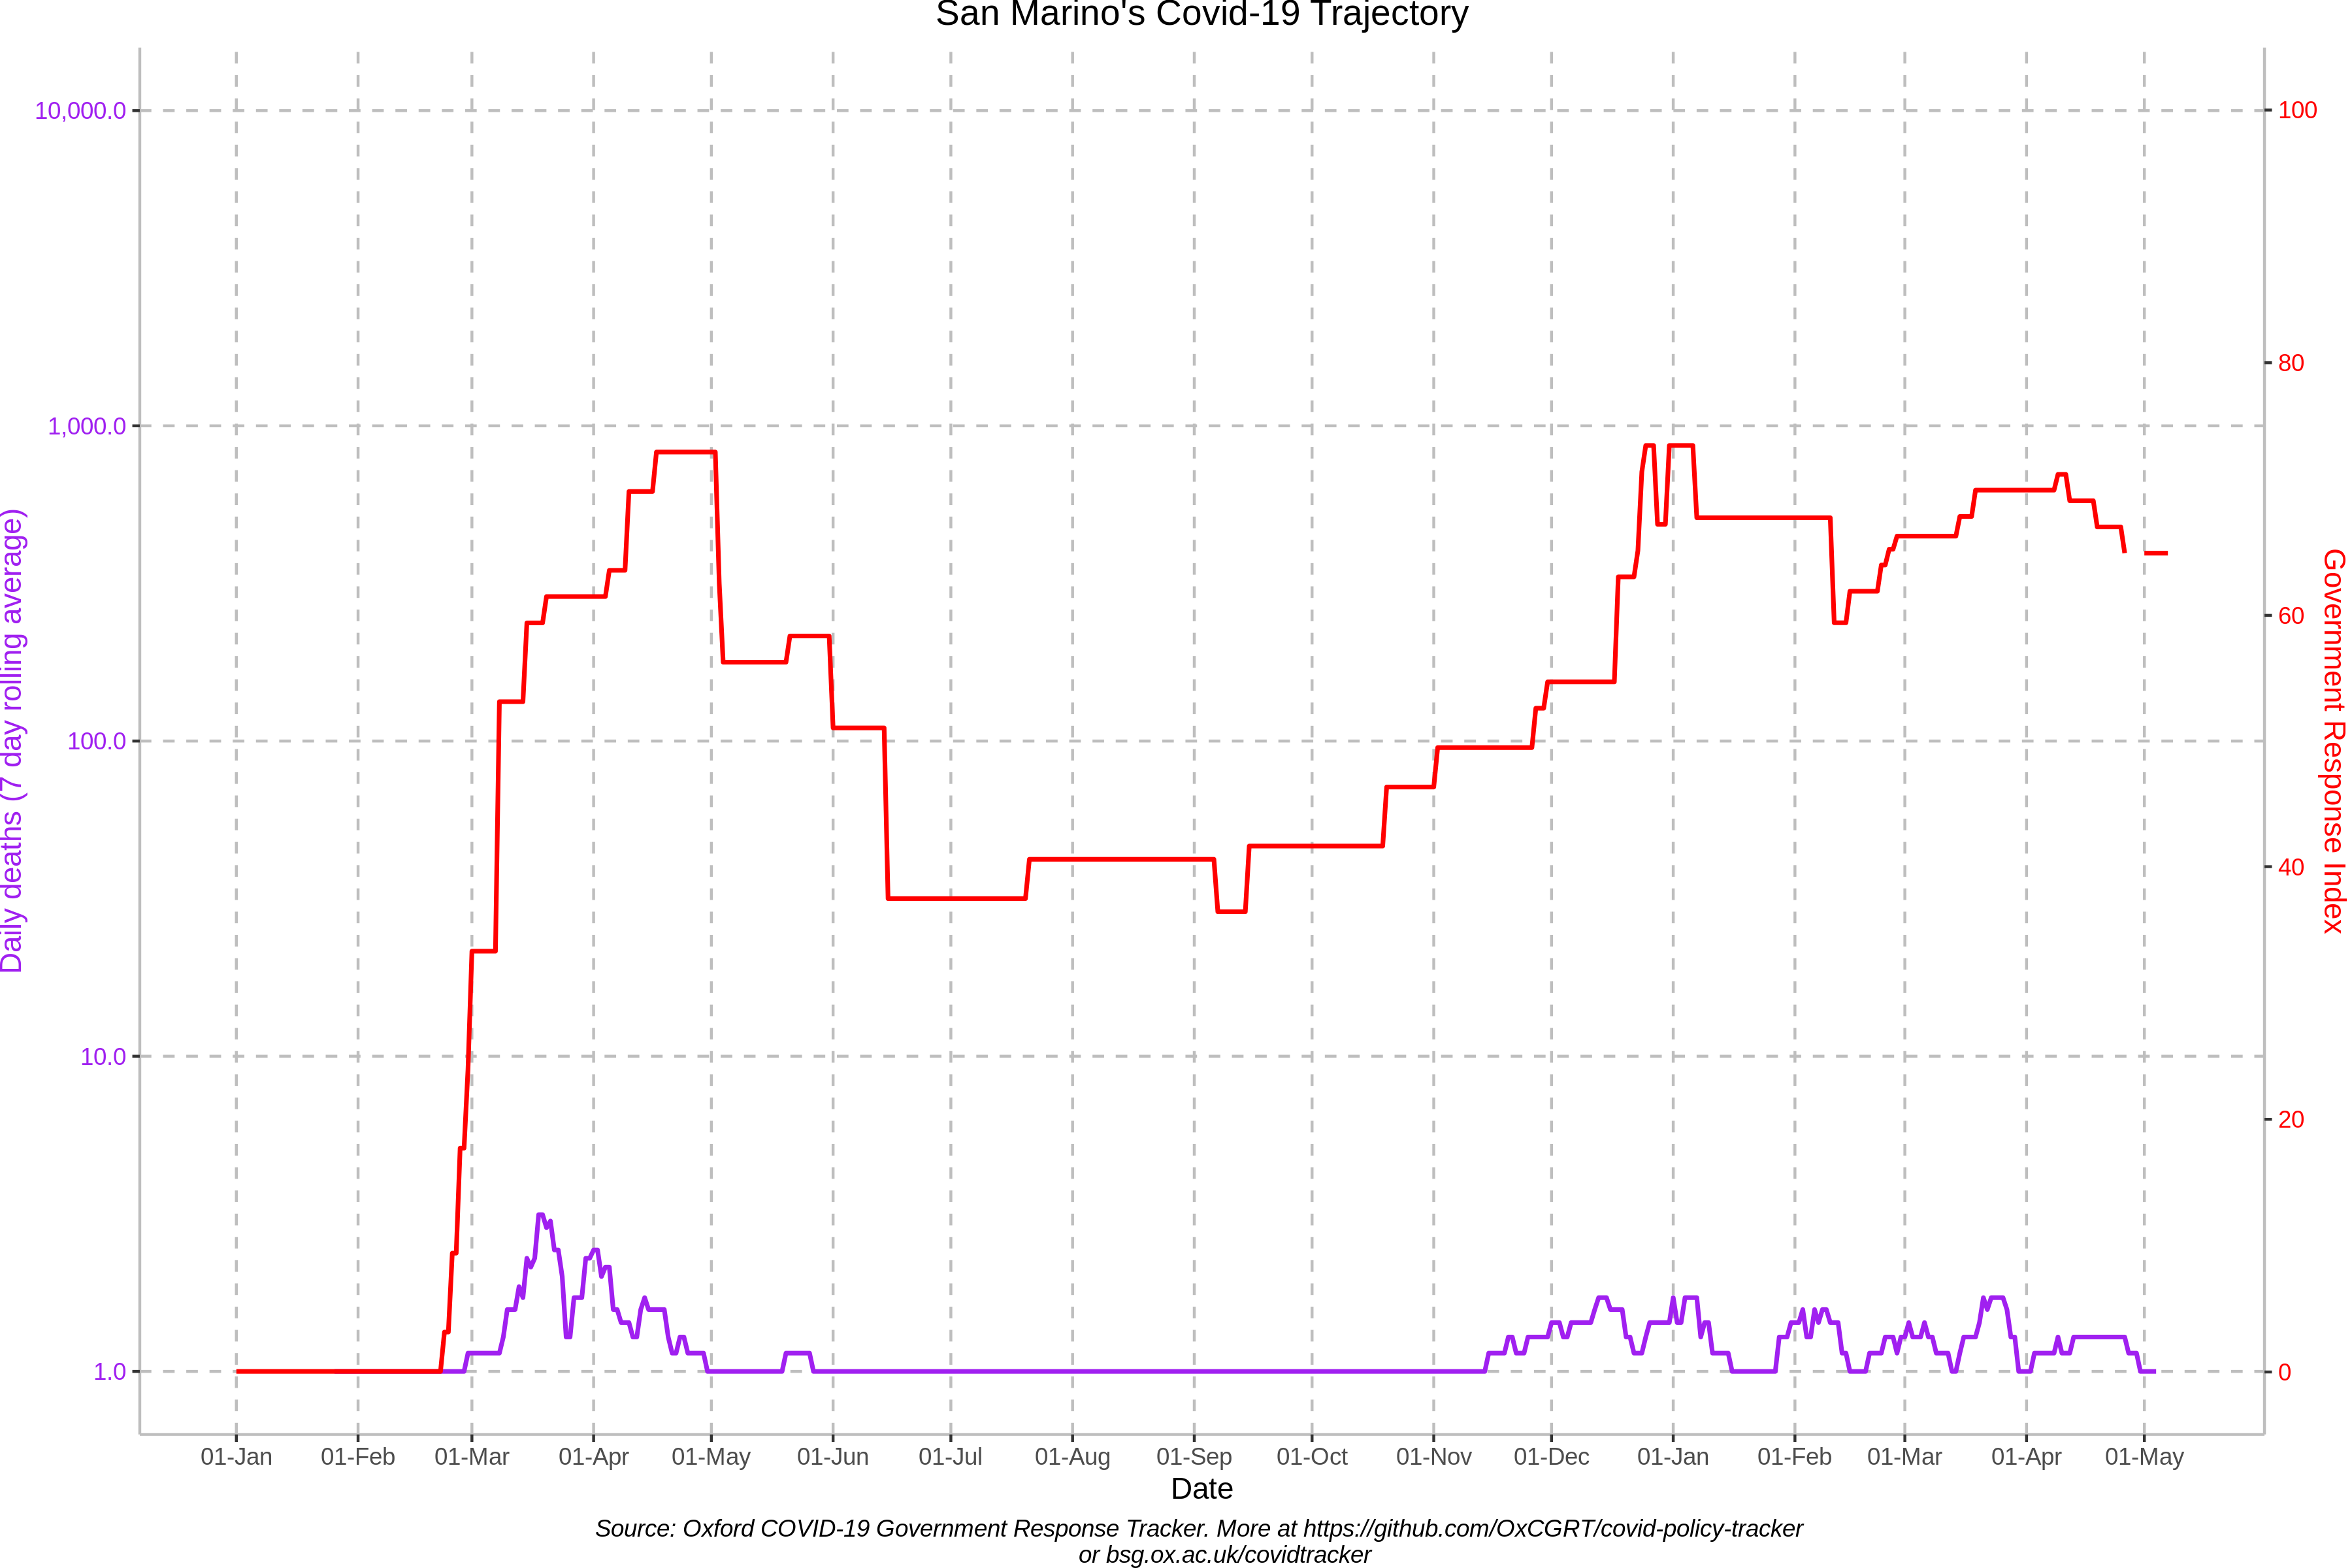 San Marino's Covid-19 Trajectory
Daily deaths (7 day rolling average)
10,000.0
1,000.0
100.0
10.0
1.0
100
80
60
40
20
0
Government Response Index
01-Jan 01-Feb 01-Mar 01-Apr 01-May 01-Jun 01-Jul 01-Aug 01-Sep 01-Oct 01-Nov 01-Dec 01-Jan 01-Feb 01-Mar 01-Apr 01-May
Date
Source: Oxford COVID-19 Government Response Tracker. More at https://github.com/OxCGRT/covid-policy-tracker
or bsg.ox.ac.uk/covidtracker